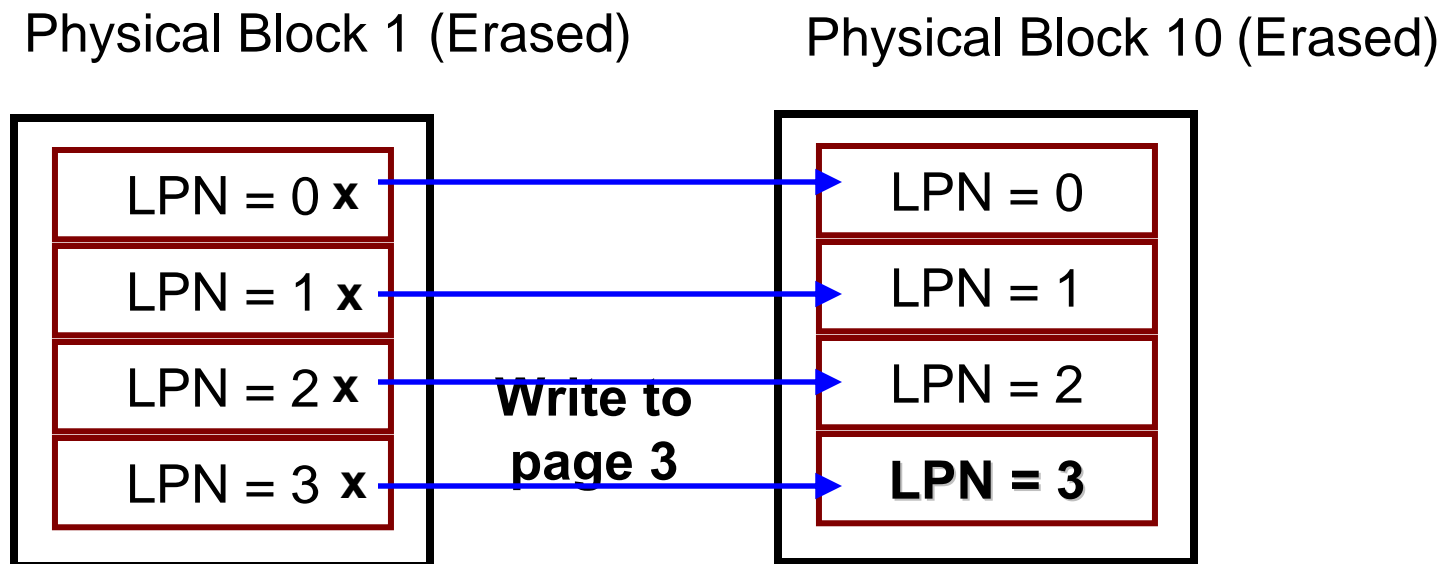 Physical Block 1 (Erased)
Physical Block 10 (Erased)
LPN = 0 x
LPN = 0
LPN = 1 x
LPN = 1
LPN = 2 x
LPN = 2
Write to
page 3
LPN = 3 x
LPN = 3